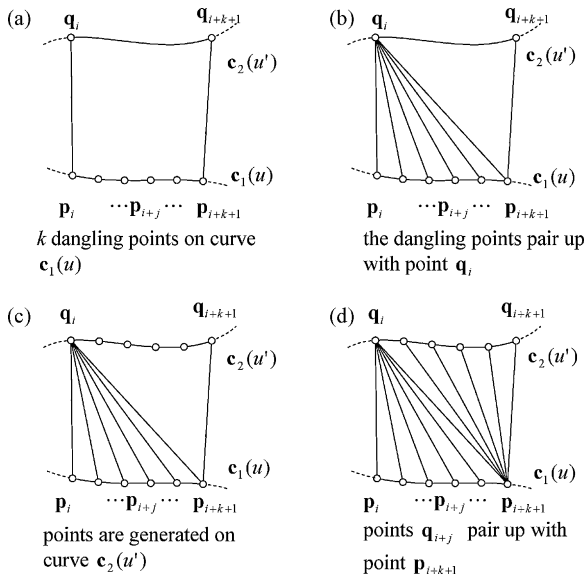 (a)
q_i
q_{i+k+1}
c_2(u')
c_1(u)
p_i
⋯p_{i+j}⋯
p_{i+k+1}
k dangling points on curve
c_1(u)
(b)
q_i
q_{i+k+1}
c_2(u')
c_1(u)
p_i
⋯p_{i+j}⋯
p_{i+k+1}
the dangling points pair up
with point q_i
(c)
q_i
q_{i+k+1}
c_2(u')
c_1(u)
p_i
⋯p_{i+j}⋯
p_{i+k+1}
points are generated on
curve c_2(u')
(d)
q_i
q_{i+k+1}
c_2(u')
c_1(u)
p_i
⋯p_{i+j}⋯
p_{i+k+1}
points q_{i+j} pair up with
point p_{i+k+1}